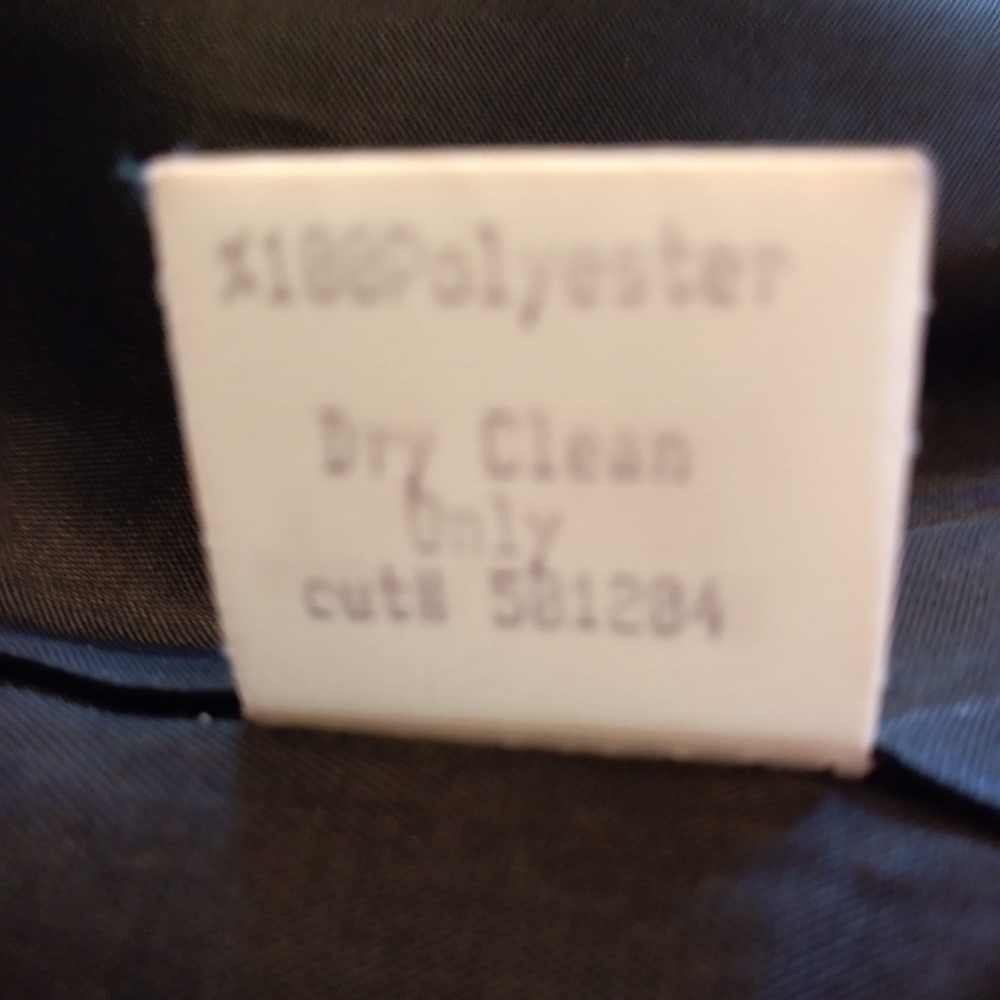 %100Polyester
Dry Clean
Only
cut# 501204